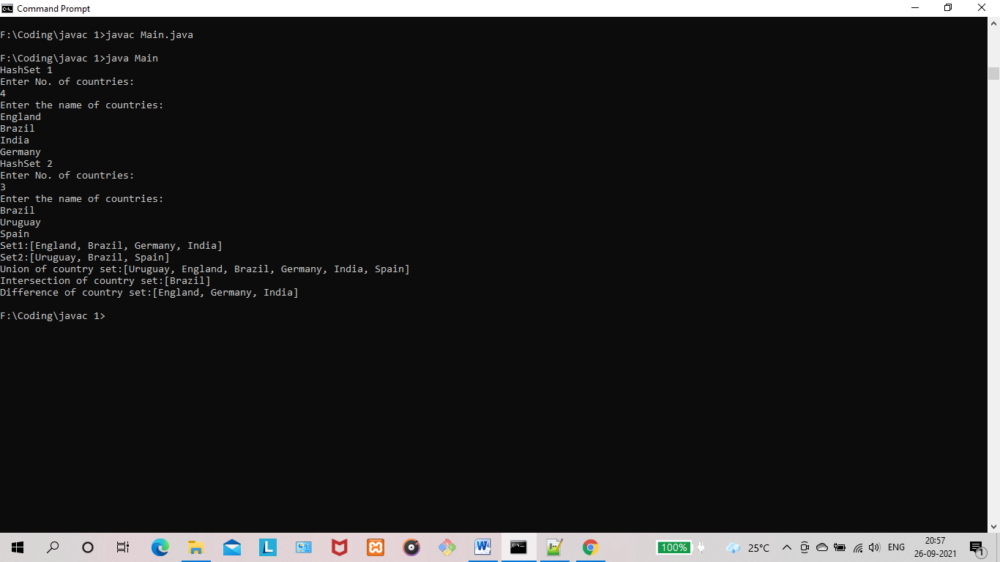 Command Prompt
F:\Coding\javac 1>javac Main.java
F:\Coding\javac 1>java Main
HashSet 1
Enter No. of countries:
4
Enter the name of countries:
England
Brazil
India
Germany
HashSet 2
Enter No. of countries:
3
Enter the name of countries:
Brazil
Uruguay
Spain
Set1:[England, Brazil, Germany, India]
Set2:[Uruguay, Brazil, Spain]
Union of country set:[Uruguay, England, Brazil, Germany, India, Spain]
Intersection of country set:[Brazil]
Difference of country set:[England, Germany, India]
F:\Coding\javac 1>
100% 25°C ENG 20:57
26-09-2021 1